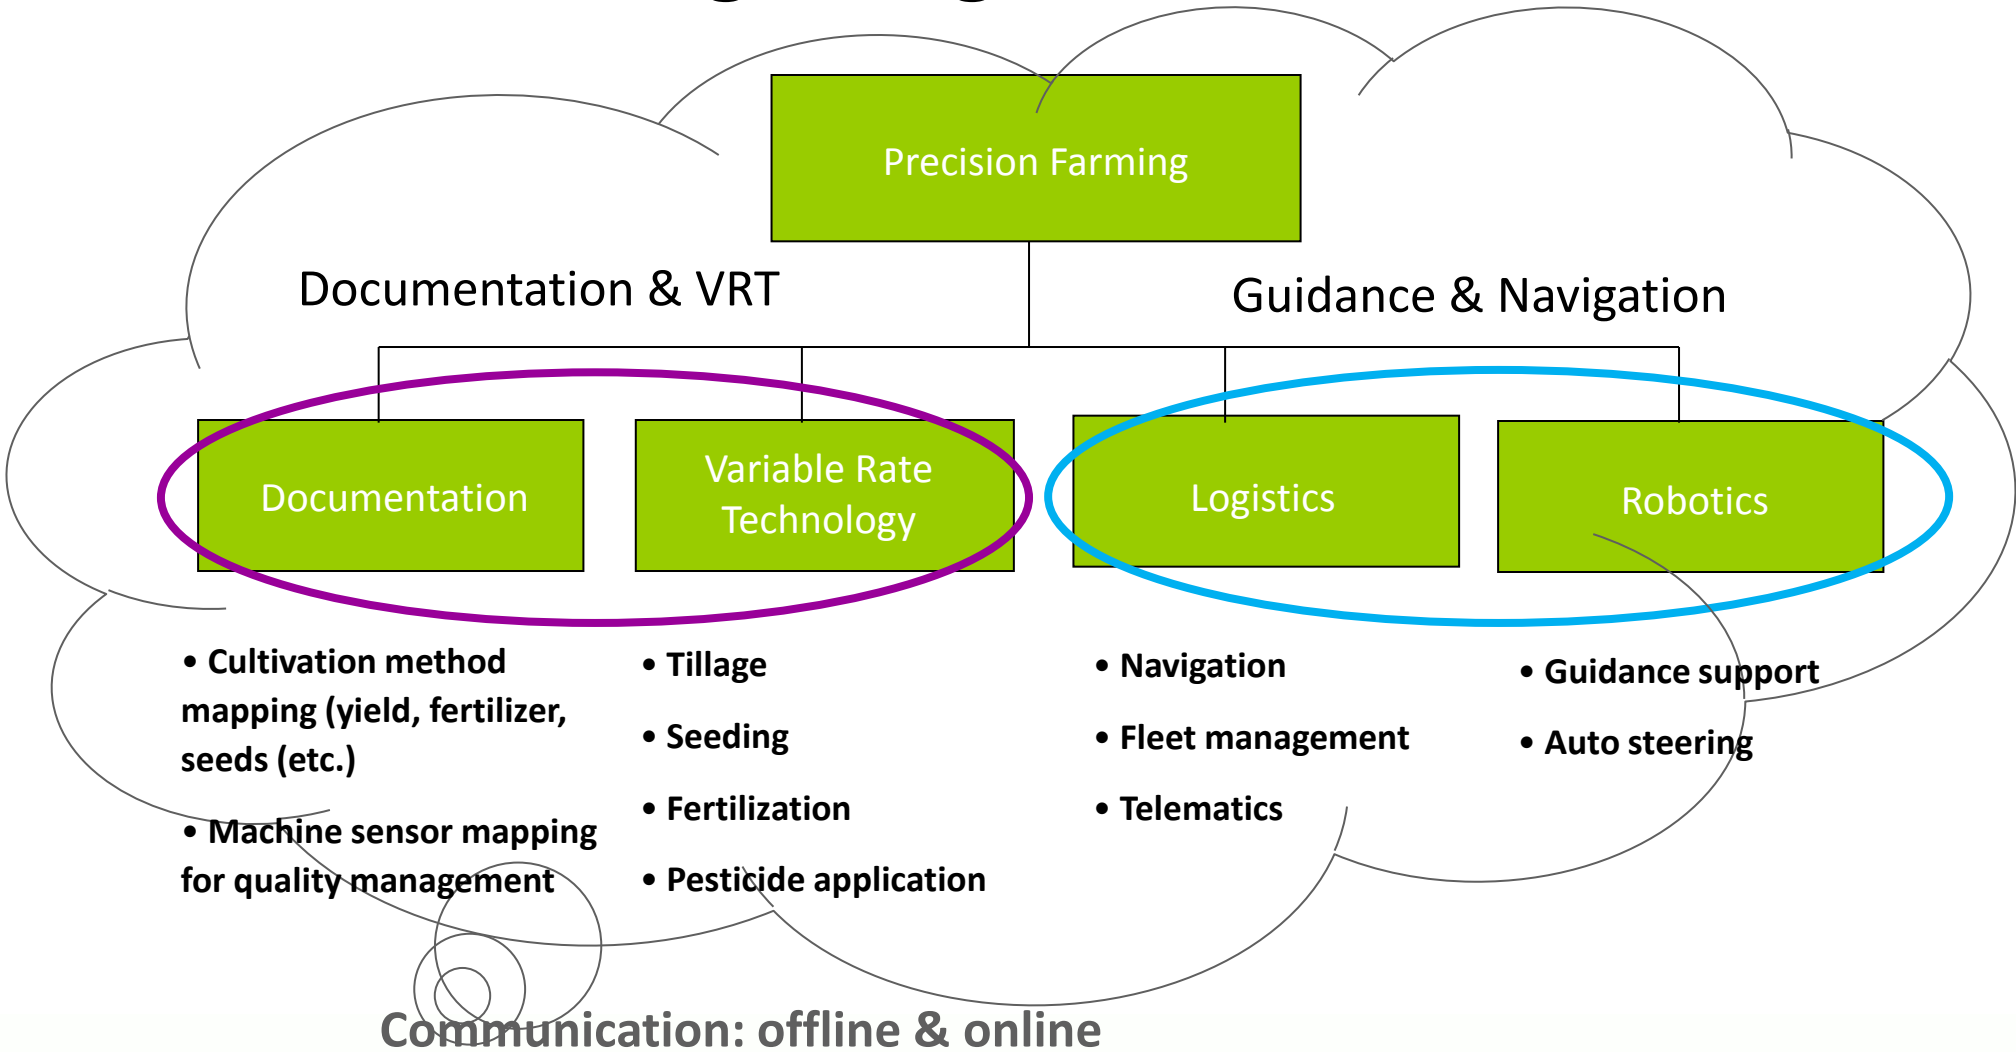 Precision Farming
Documentation & VRT
Guidance & Navigation
Documentation
Variable Rate
Technology
Logistics
Robotics
• Cultivation method
mapping (yield, fertilizer,
seeds (etc.)
• Machine sensor mapping
for quality management
• Tillage
• Seeding
• Fertilization
• Pesticide application
• Navigation
• Fleet management
• Telematics
• Guidance support
• Auto steering
Communication: offline & online